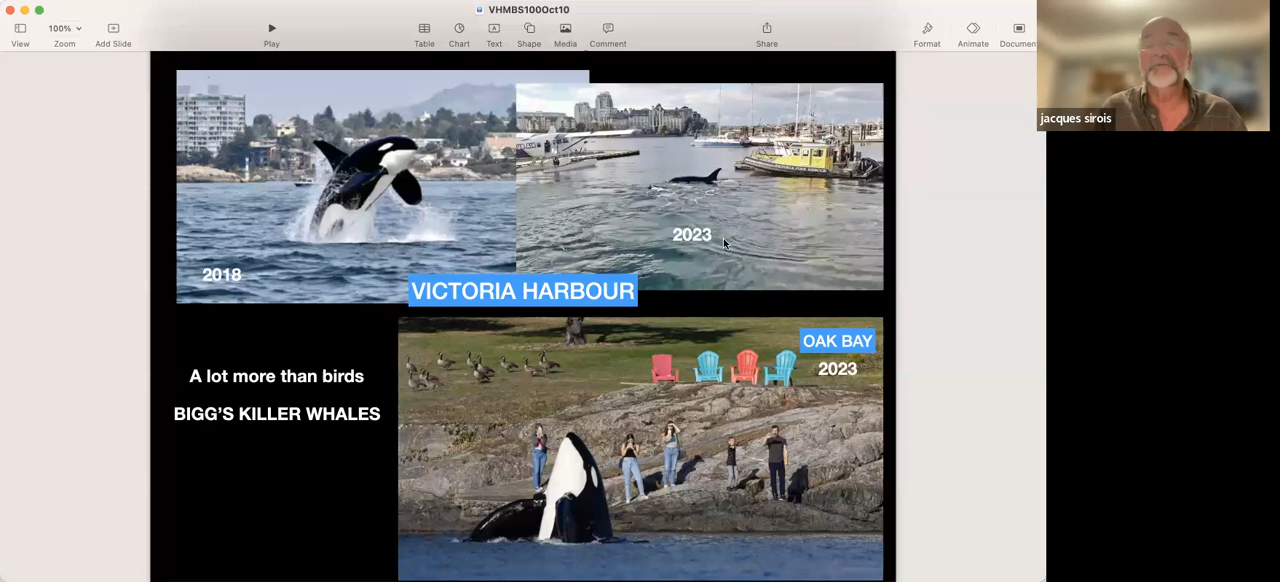 VHMBS100Oct10
100%
View
Zoom
Add Slide
Play
Table
Chart
Text
Shape
Media
Comment
Share
Format
Animate
Documen
jacques sirois
2018
2023
VICTORIA HARBOUR
OAK BAY
2023
A lot more than birds
BIGG'S KILLER WHALES